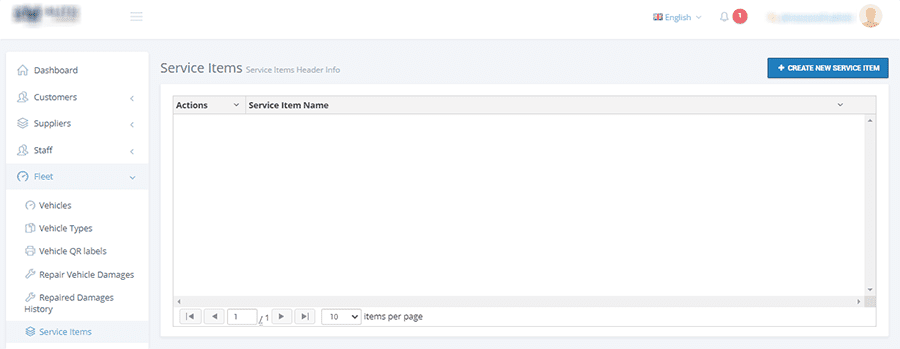 English
1
Dashboard
Service Items Service Items Header Info
+ CREATE NEW SERVICE ITEM
Customers
Actions
Service Item Name
Suppliers
Staff
Fleet
Vehicles
Vehicle Types
Vehicle QR labels
Repair Vehicle Damages
Repaired Damages
History
Service Items
1 / 1
10
items per page